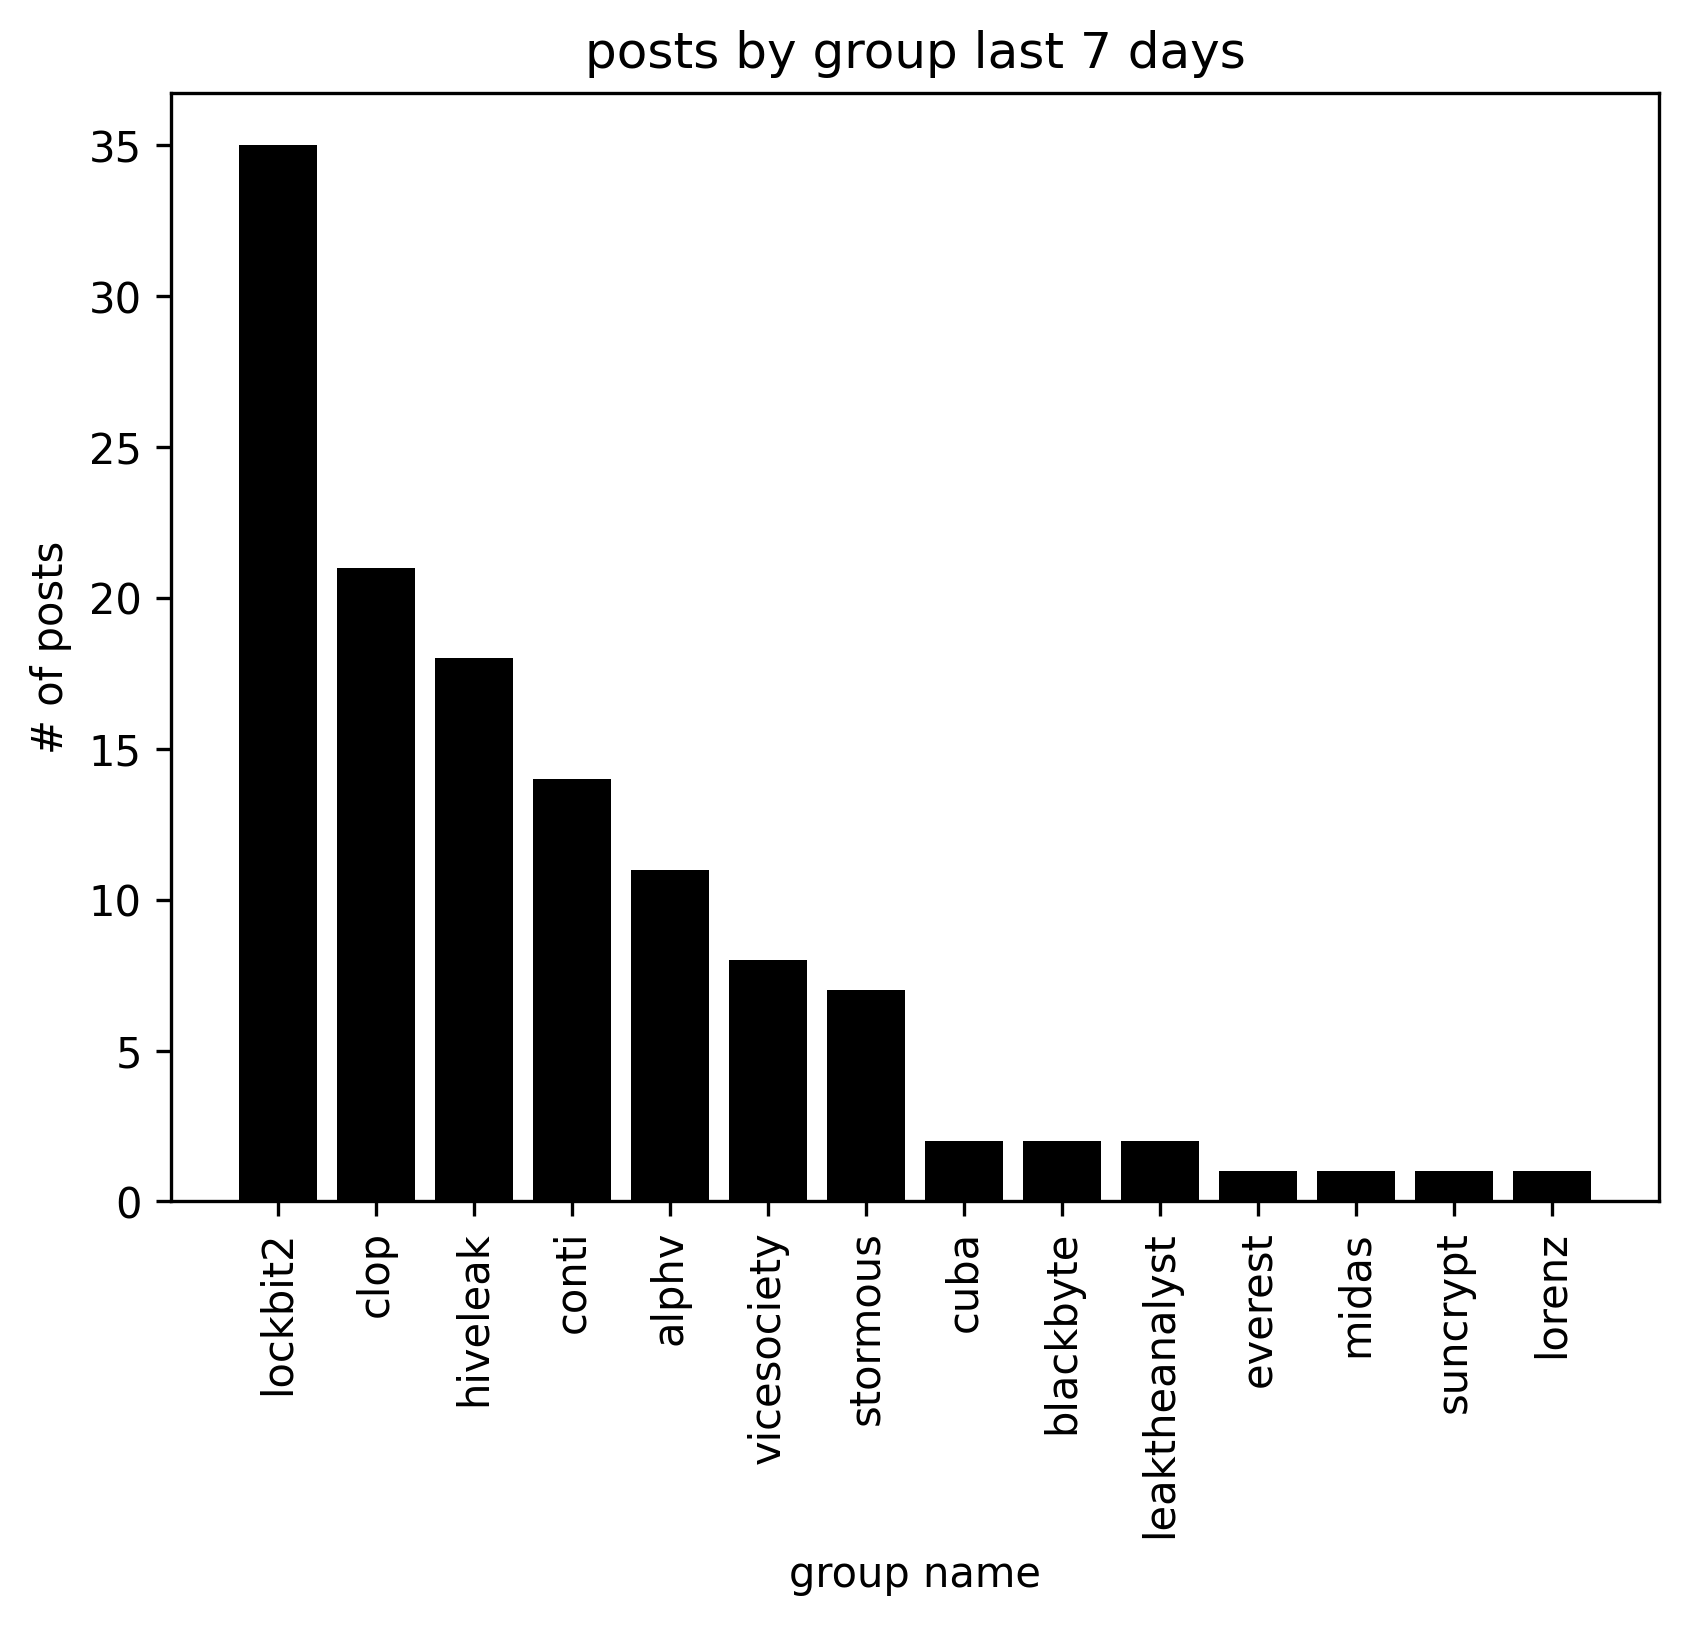 posts by group last 7 days
35
30
25
20
15
10
5
0
# of posts
lockbit2
clop
hiveleak
conti
alphv
vicesociety
stormous
cuba
blackbyte
leaktheanalyst
everest
midas
suncrypt
lorenz
group name